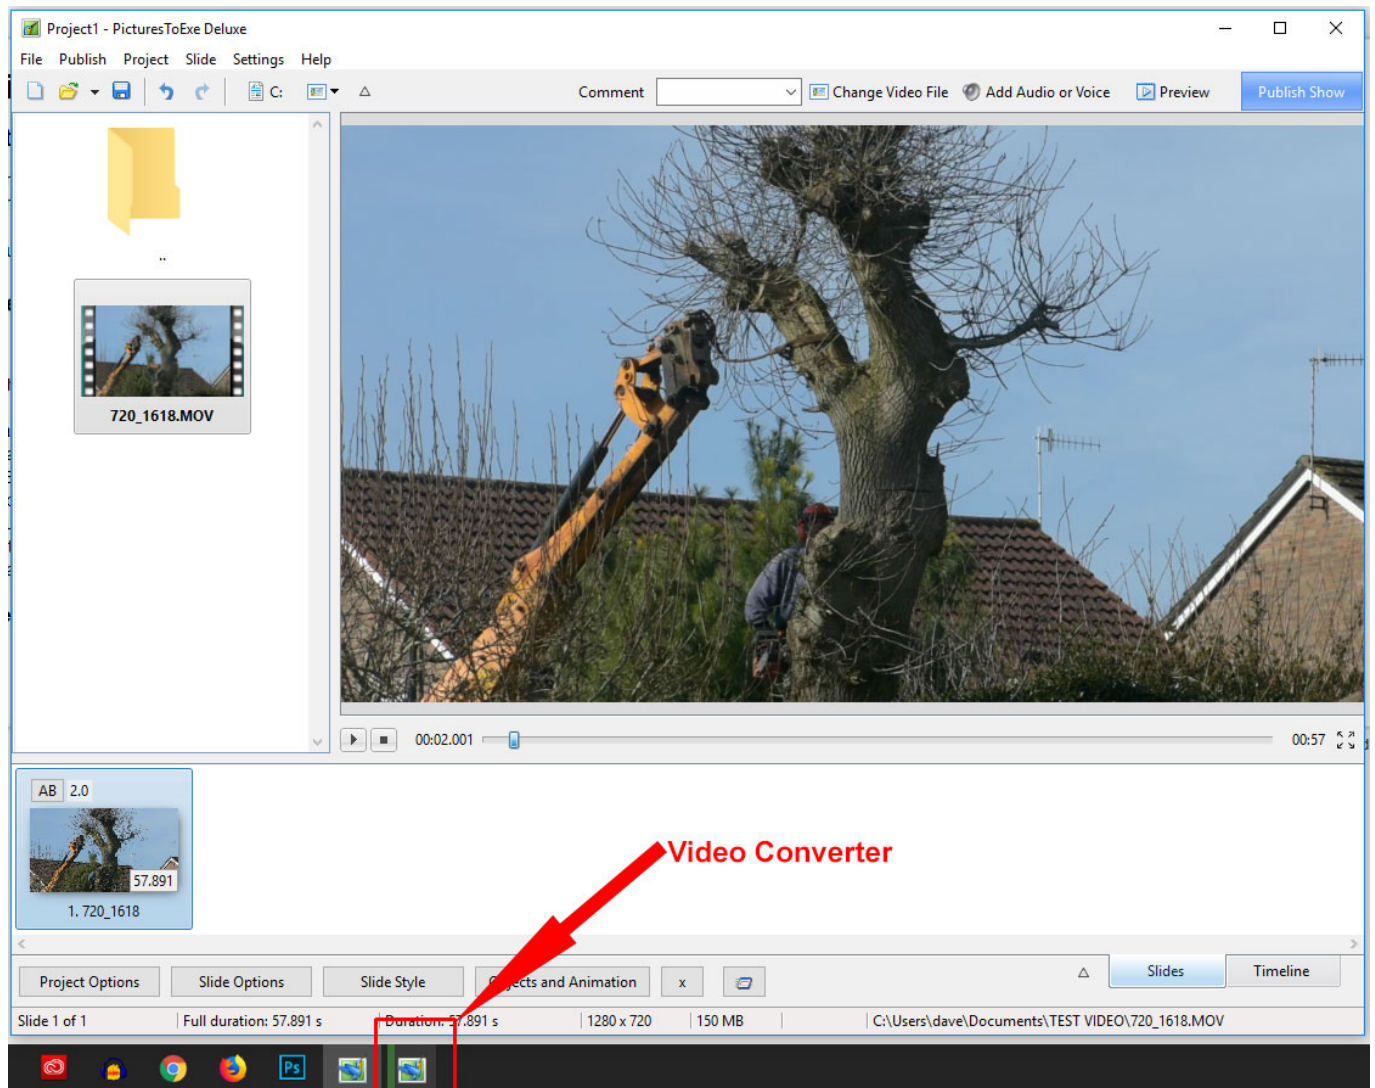 Project1 - PicturesToExe Deluxe
File Publish Project Slide Settings Help
C: Comment Change Video File Add Audio or Voice Preview Publish Show
..
720_1618.MOV
00:02.001 00:57
AB 2.0
57.891
1. 720_1618
Video Converter
Project Options Slide Options Slide Style Objects and Animation x Slides Timeline
Slide 1 of 1 Full duration: 57.891 s Duration: 57.891 s 1280 x 720 150 MB C:\Users\dave\Documents\TEST VIDEO\720_1618.MOV
Ps